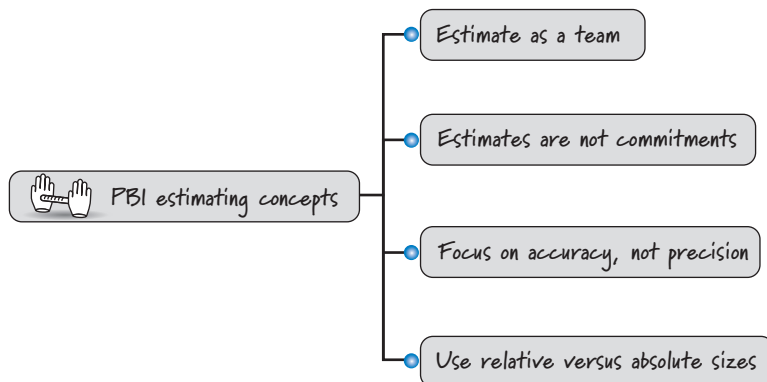 Estimate as a team
Estimates are not commitments
PBI estimating concepts
Focus on accuracy, not precision
Use relative versus absolute sizes